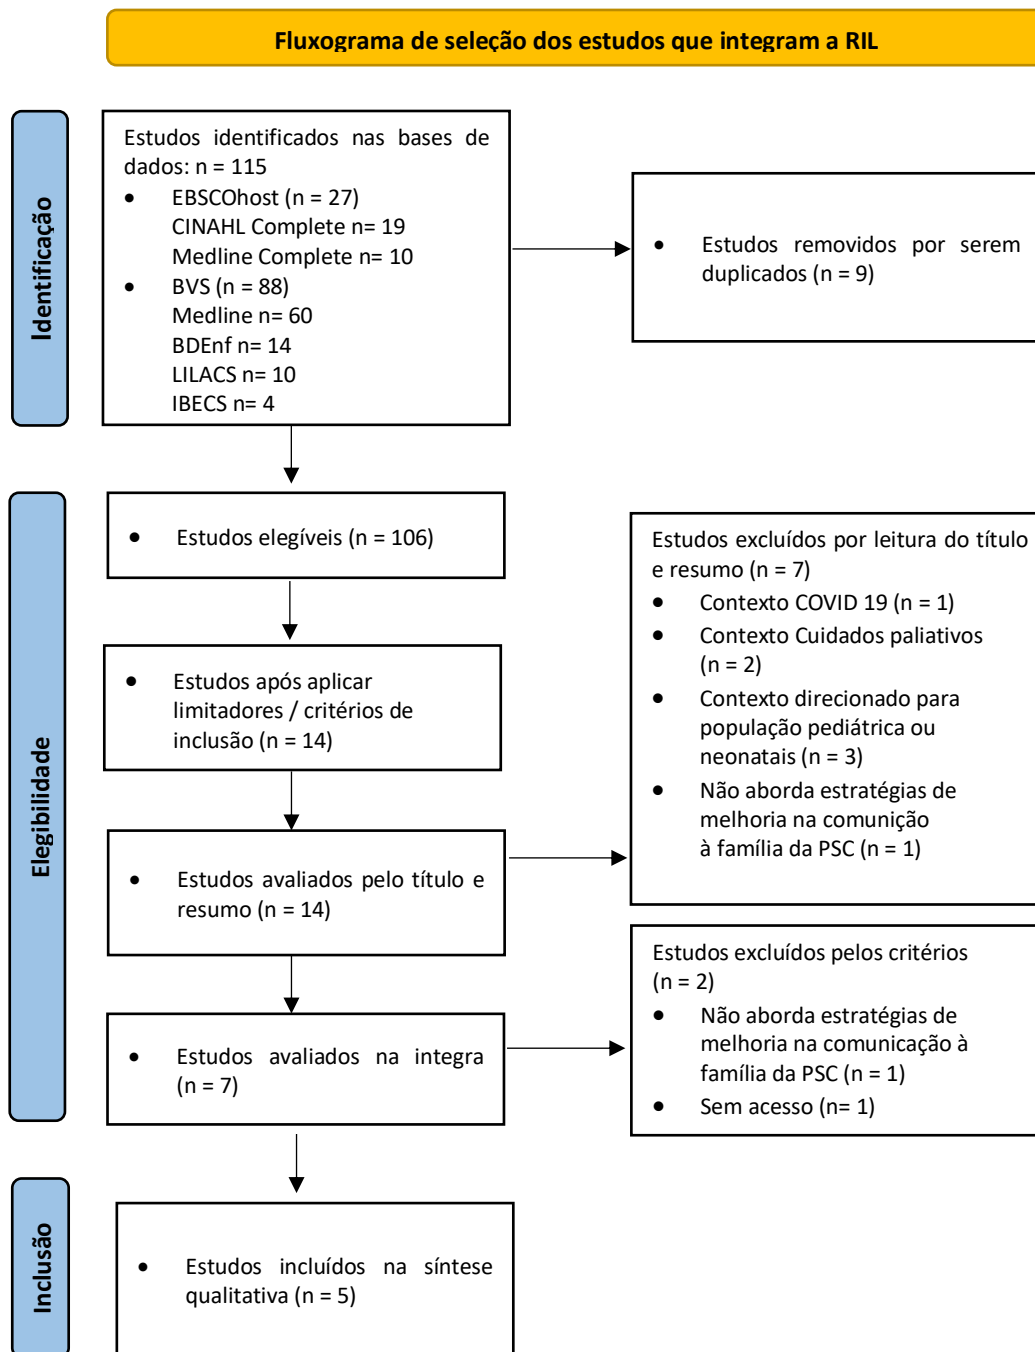 Fluxograma de seleção dos estudos que integram a RIL
Identificação
Estudos identificados nas bases de
dados: n = 115
• EBSCOhost (n = 27)
CINAHL Complete n= 19
Medline Complete n= 10
• BVS (n = 88)
Medline n= 60
BDEnf n= 14
LILACS n= 10
IBECS n= 4
• Estudos removidos por serem
duplicados (n = 9)
Elegibilidade
• Estudos elegíveis (n = 106)
• Estudos após aplicar
limitadores / critérios de
inclusão (n = 14)
• Estudos avaliados pelo título e
resumo (n = 14)
Estudos excluídos por leitura do título
e resumo (n = 7)
• Contexto COVID 19 (n = 1)
• Contexto Cuidados paliativos
(n = 2)
• Contexto direcionado para
população pediátrica ou
neonatais (n = 3)
• Não aborda estratégias de
melhoria na comunição
à família da PSC (n = 1)
• Estudos avaliados na integra
(n = 7)
Estudos excluídos pelos critérios
(n = 2)
• Não aborda estratégias de
melhoria na comunicação à
família da PSC (n = 1)
• Sem acesso (n= 1)
Inclusão
• Estudos incluídos na síntese
qualitativa (n = 5)